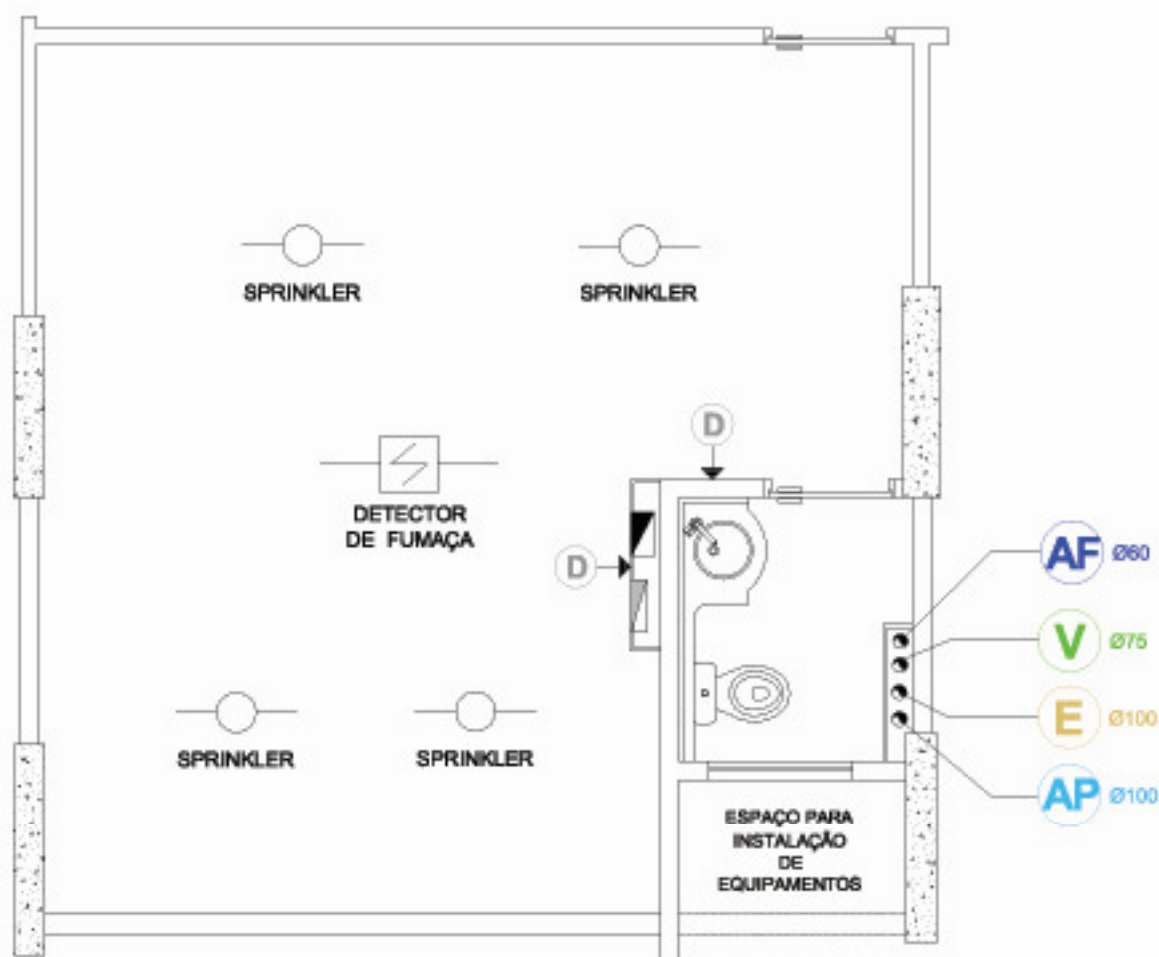 SPRINKLER
SPRINKLER
D
DETECTOR
DE FUMAÇA
D
AF Ø60
V Ø75
E Ø100
AP Ø100
SPRINKLER
SPRINKLER
ESPAÇO PARA
INSTALAÇÃO
DE
EQUIPAMENTOS